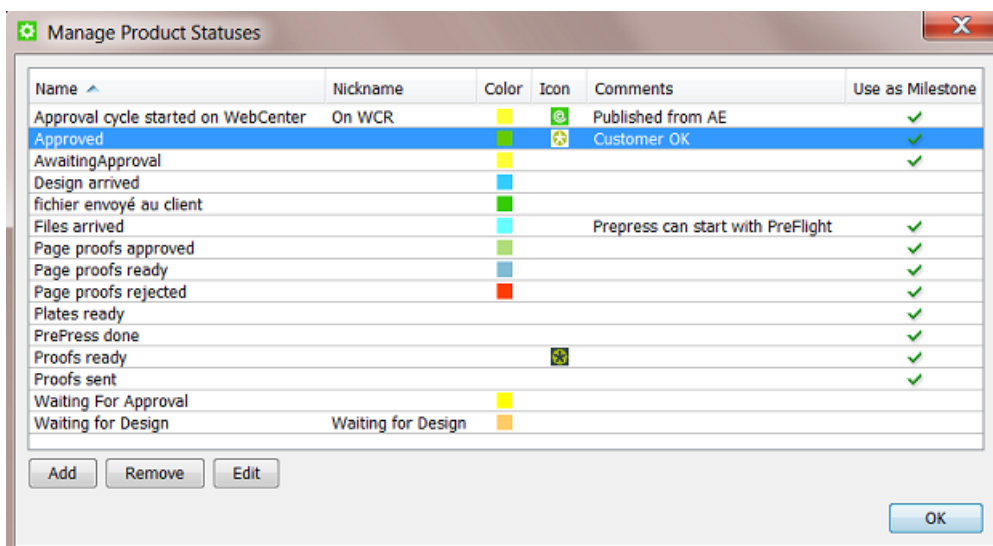 Manage Product Statuses
Name Nickname Color Icon Comments Use as Milestone
Approval cycle started on WebCenter On WCR Published from AE
Approved Customer OK
AwaitingApproval
Design arrived
fichier envoyé au client
Files arrived Prepress can start with PreFlight
Page proofs approved
Page proofs ready
Page proofs rejected
Plates ready
PrePress done
Proofs ready
Proofs sent
Waiting For Approval
Waiting for Design Waiting for Design
Add Remove Edit
OK